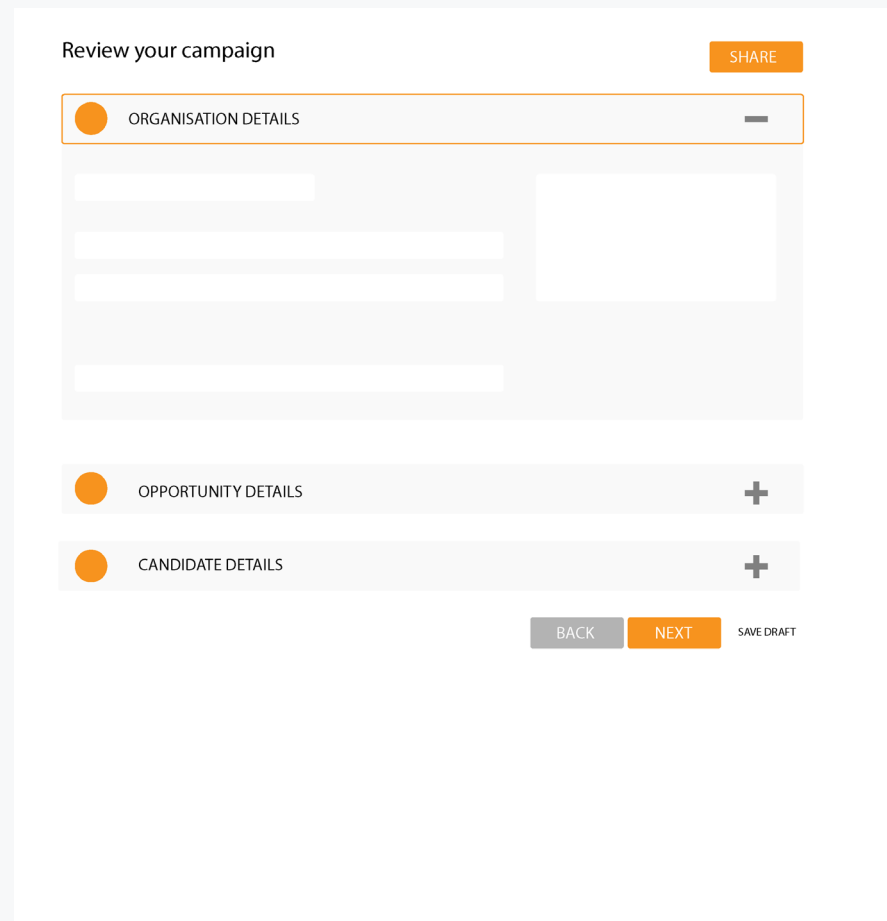 Review your campaign
SHARE
ORGANISATION DETAILS
OPPORTUNITY DETAILS
CANDIDATE DETAILS
BACK
NEXT
SAVE DRAFT